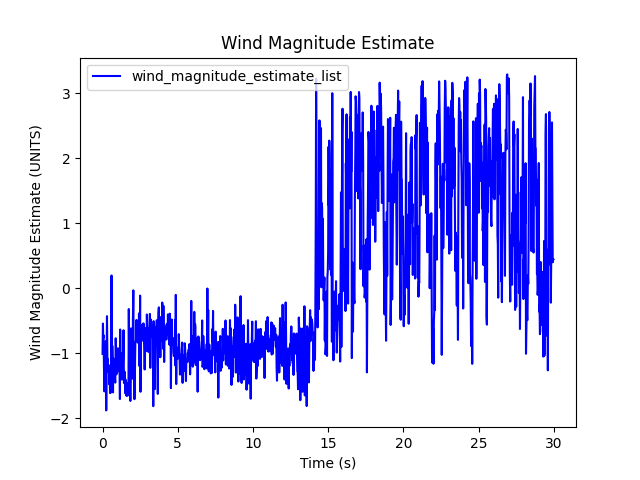 Wind Magnitude Estimate
wind_magnitude_estimate_list
Wind Magnitude Estimate (UNITS)
3
2
1
0
−1
−2
0 5 10 15 20 25 30
Time (s)